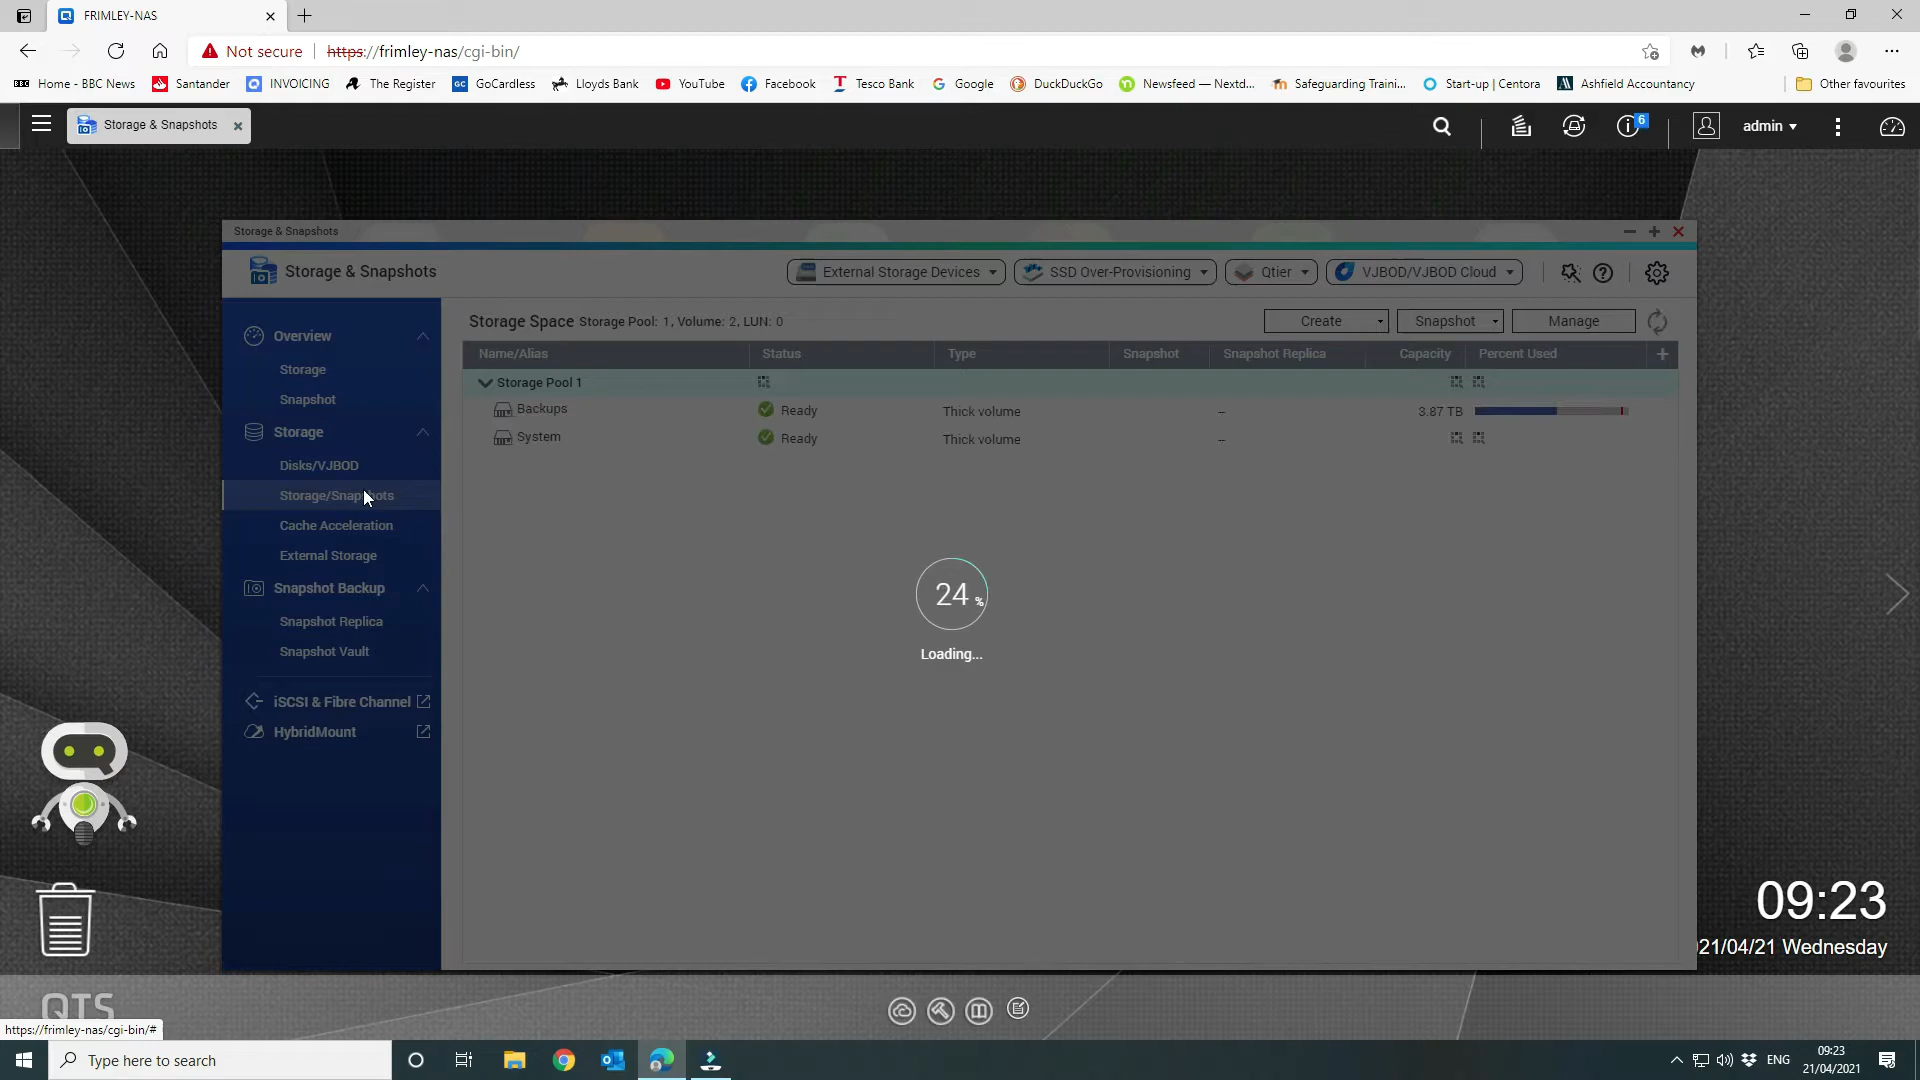 FRIMLEY-NAS
Not secure
https://frimley-nas/cgi-bin/
BBC Home - BBC News
Santander
INVOICING
The Register
GC GoCardless
Lloyds Bank
YouTube
Facebook
Tesco Bank
Google
DuckDuckGo
Newsfeed — Nextd...
Safeguarding Traini...
Start-up | Centora
Ashfield Accountancy
Other favourites
Storage & Snapshots
6
admin
Storage & Snapshots
Storage & Snapshots
External Storage Devices
SSD Over-Provisioning
Qtier
VJBOD/VJBOD Cloud
Overview
Storage
Snapshot
Storage
Disks/VJBOD
Storage/Snapshots
Cache Acceleration
External Storage
Snapshot Backup
Snapshot Replica
Snapshot Vault
iSCSI & Fibre Channel
HybridMount
Storage Space Storage Pool: 1, Volume: 2, LUN: 0
Create
Snapshot
Manage
Name/Alias Status Type Snapshot Snapshot Replica Capacity Percent Used
Storage Pool 1
Backups Ready Thick volume -- 3.87 TB
System Ready Thick volume --
24 %
Loading...
09:23
21/04/21 Wednesday
QTS
https://frimley-nas/cgi-bin/#
Type here to search
ENG
09:23
21/04/2021